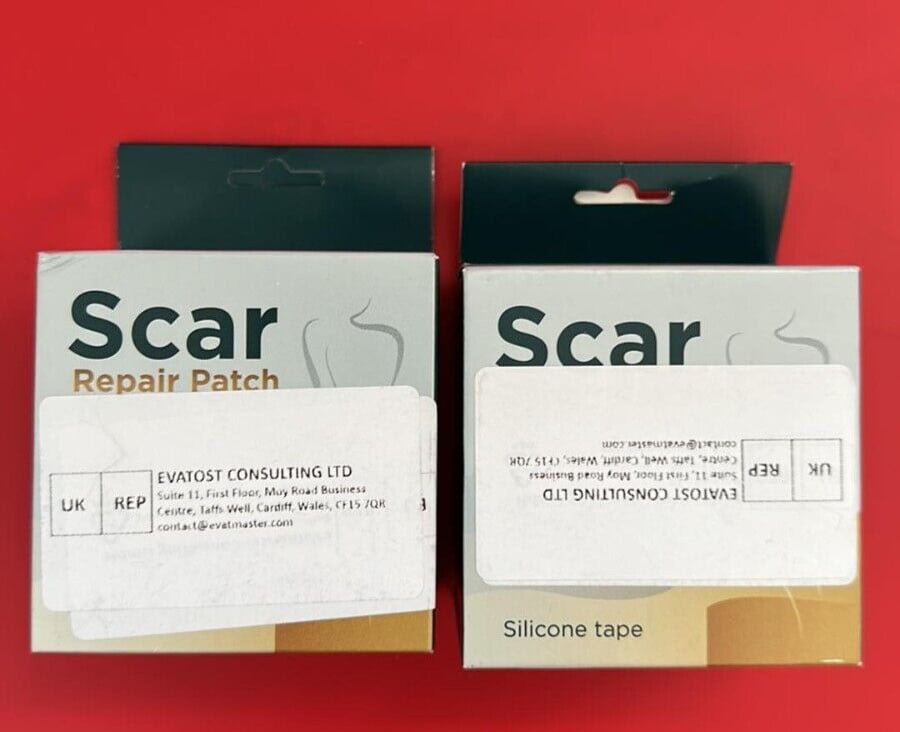 Scar
Repair Patch
UK REP
EVATOST CONSULTING LTD
Suite 11, First Floor, Moy Road Business
Centre, Taffs Well, Cardiff, Wales, CF15 7QR
contact@evatmaster.com
Scar
UK REP
EVATOST CONSULTING LTD
Suite 11, First Floor, Moy Road Business
Centre, Taffs Well, Cardiff, Wales, CF15 7QR
contact@evatmaster.com
Silicone tape